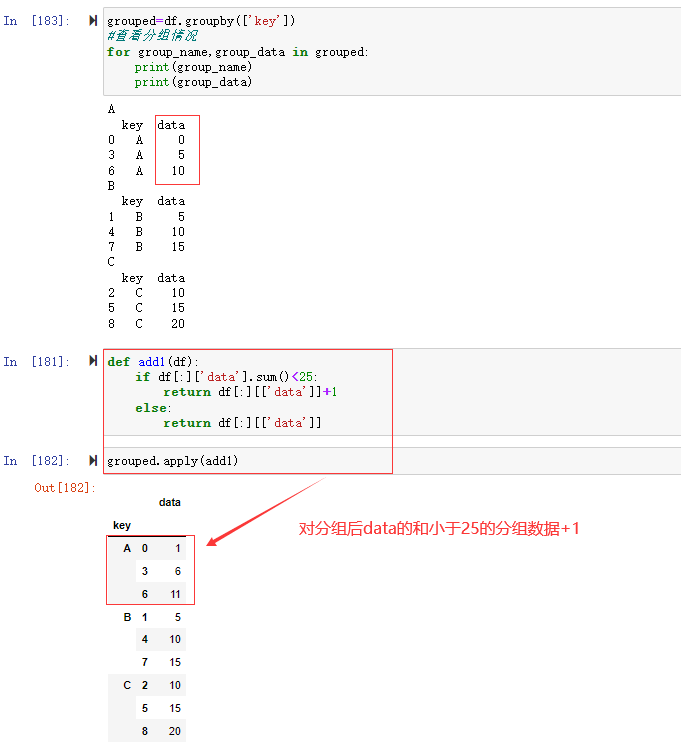 In [183]: grouped=df.groupby(['key'])
#查看分组情况
for group_name,group_data in grouped:
    print(group_name)
    print(group_data)
A
key data
0 A 0
3 A 5
6 A 10
B
key data
1 B 5
4 B 10
7 B 15
C
key data
2 C 10
5 C 15
8 C 20
In [181]: def add1(df):
    if df[:]['data'].sum()<25:
        return df[:][['data']]+1
    else:
        return df[:][['data']]
In [182]: grouped.apply(add1)
Out[182]:
data
key
对分组后data的和小于25的分组数据+1
A 0 1
3 6
6 11
B 1 5
4 10
7 15
C 2 10
5 15
8 20